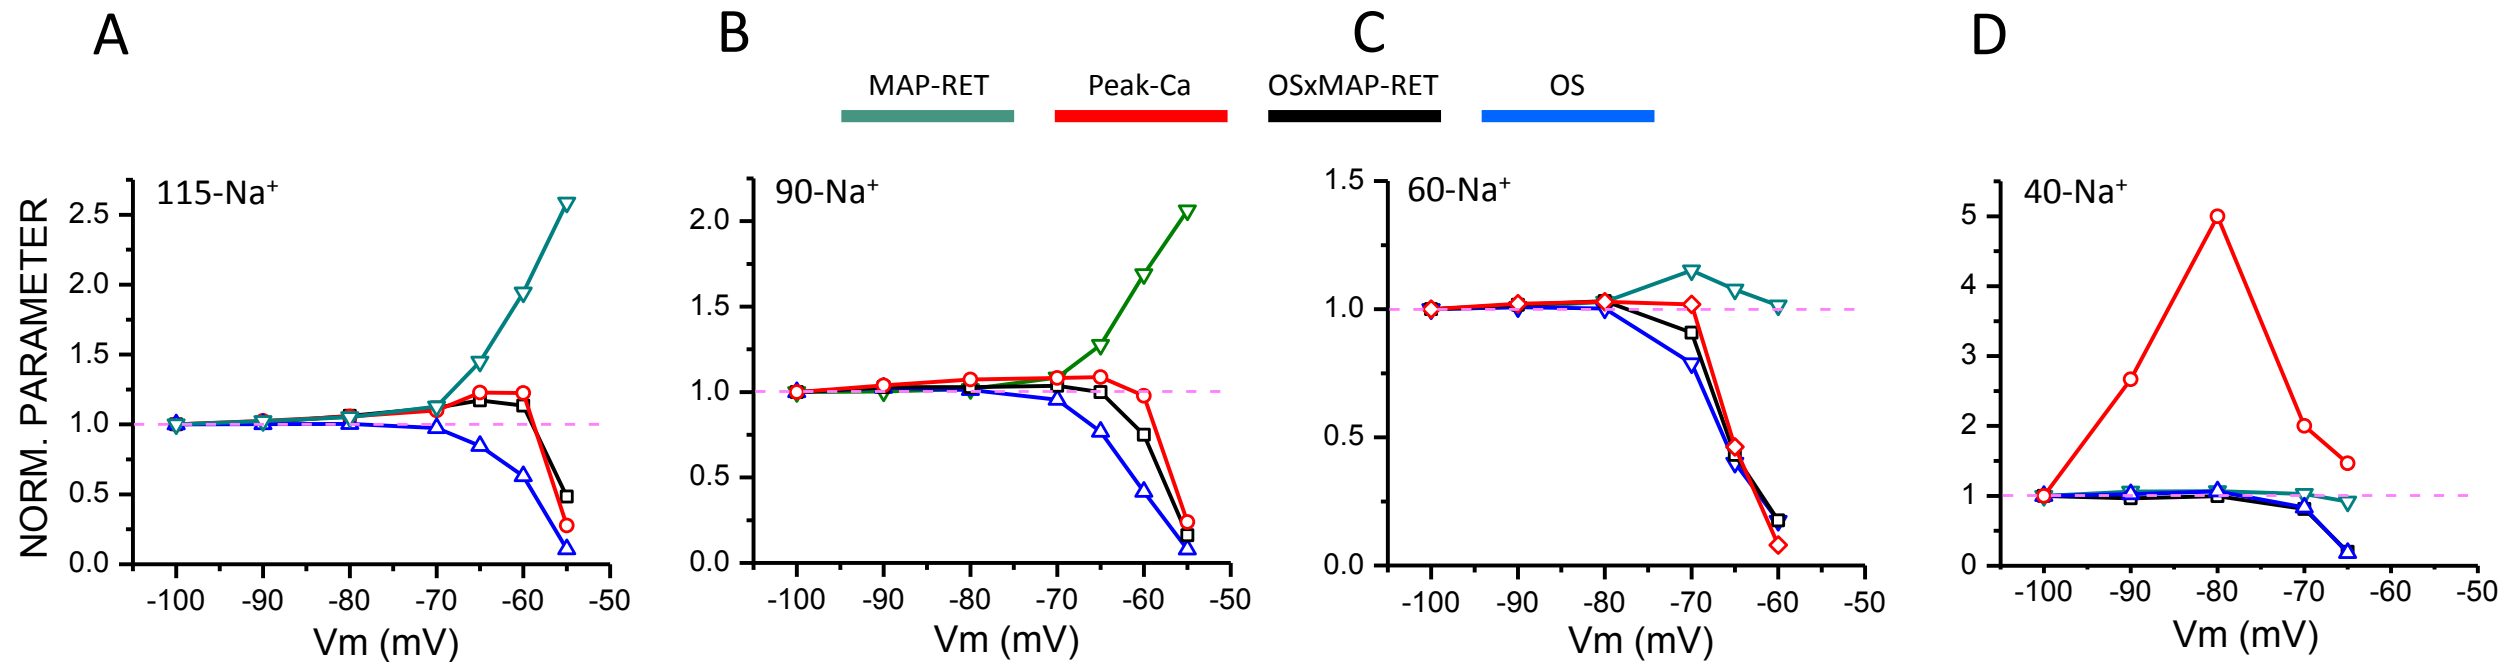 A
B
C
D
MAP-RET
Peak-Ca
OSxMAP-RET
OS
NORM. PARAMETER
115-Na⁺
2.5
2.0
1.5
1.0
0.5
0.0
-100 -90 -80 -70 -60 -50
Vm (mV)
90-Na⁺
2.0
1.5
1.0
0.5
0.0
-100 -90 -80 -70 -60 -50
Vm (mV)
60-Na⁺
1.5
1.0
0.5
0.0
-100 -90 -80 -70 -60 -50
Vm (mV)
40-Na⁺
5
4
3
2
1
0
-100 -90 -80 -70 -60 -50
Vm (mV)